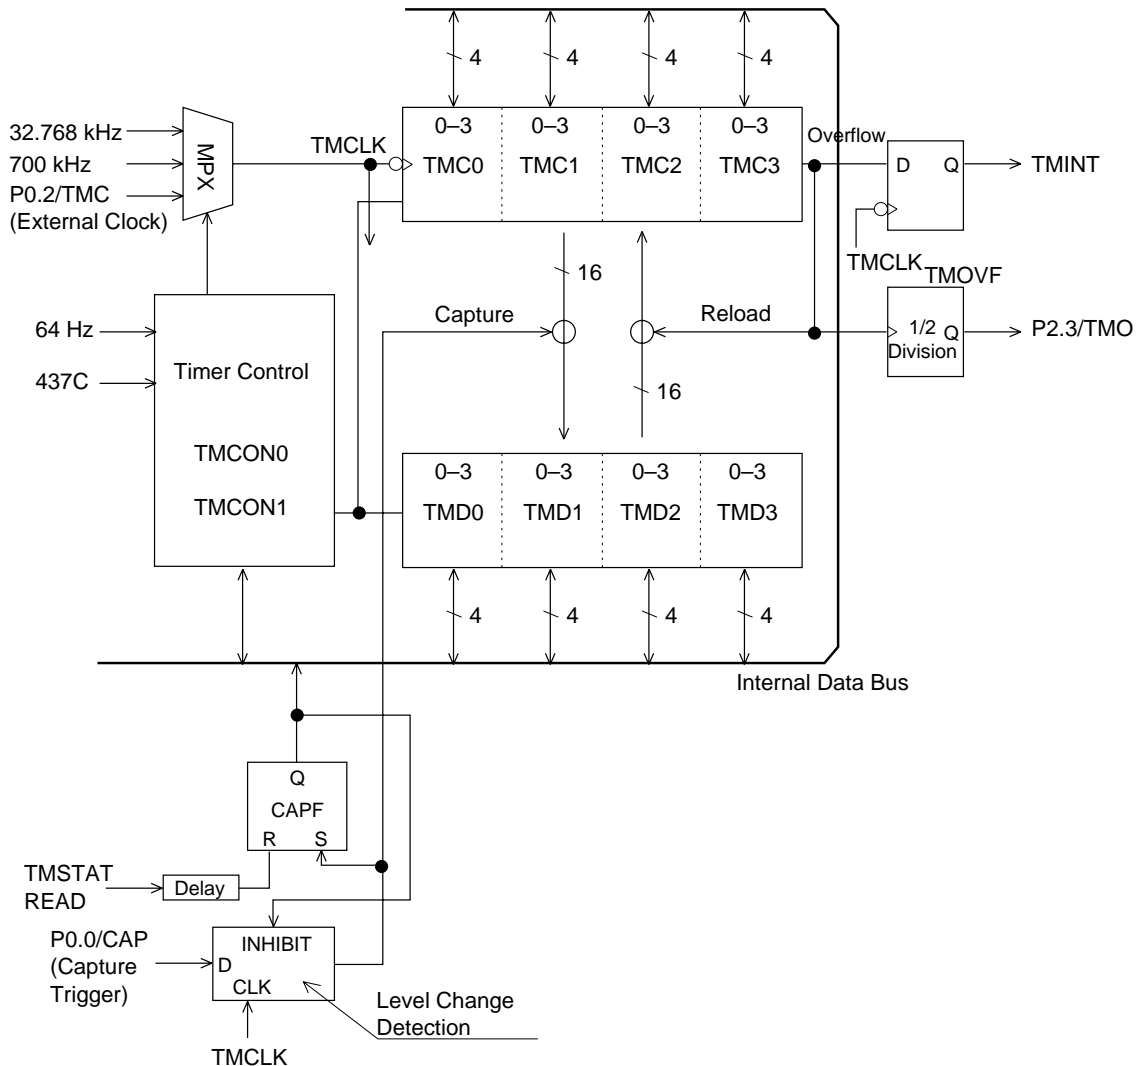 4 4 4 4
32.768 kHz
700 kHz
P0.2/TMC
(External Clock)
MPX
TMCLK
0–3 0–3 0–3 0–3
TMC0 TMC1 TMC2 TMC3
Overflow
D Q
TMINT
TMCLK
TMOVF
16
Capture
Reload
16
1/2 Q
Division
P2.3/TMO
64 Hz
437C
Timer Control
TMCON0
TMCON1
0–3 0–3 0–3 0–3
TMD0 TMD1 TMD2 TMD3
4 4 4 4
Internal Data Bus
Q
CAPF
R S
TMSTAT
READ
Delay
P0.0/CAP
(Capture
Trigger)
INHIBIT
D
CLK
Level Change
Detection
TMCLK